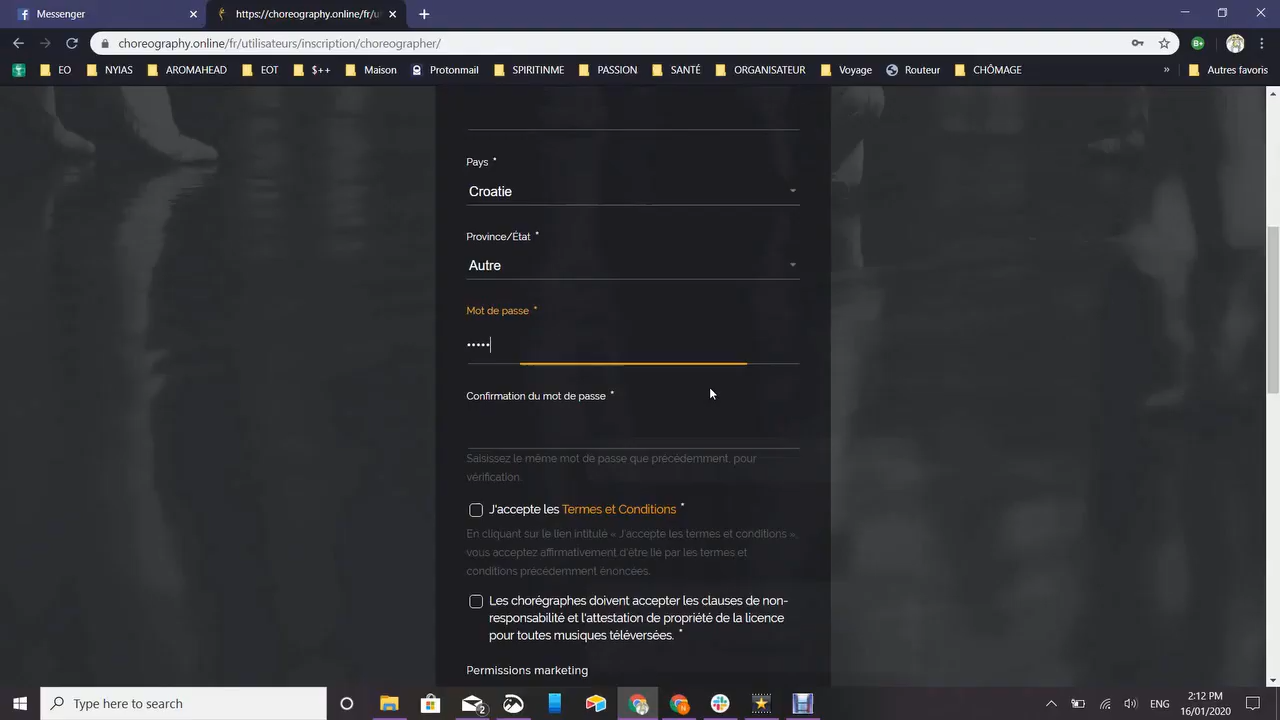 Messenger
https://choreography.online/fr/u
choreography.online/fr/utilisateurs/inscription/choreographer/
EO
NYIAS
AROMAHEAD
EOT
$++
Maison
Protonmail
SPIRITINME
PASSION
SANTÉ
ORGANISATEUR
Voyage
Routeur
CHÔMAGE
»
Autres favoris
Pays *
Croatie
Province/État *
Autre
Mot de passe *
•••••
Confirmation du mot de passe *
Saisissez le même mot de passe que précédemment, pour
vérification.
J'accepte les Termes et Conditions *
En cliquant sur le lien intitulé « J'accepte les termes et conditions »,
vous acceptez affirmativement d'être lié par les termes et
conditions précédemment énoncées.
Les chorégraphes doivent accepter les clauses de non-
responsabilité et l'attestation de propriété de la licence
pour toutes musiques téléversées. *
Permissions marketing
Type here to search
2
ENG
2:12 PM
16/01/2020